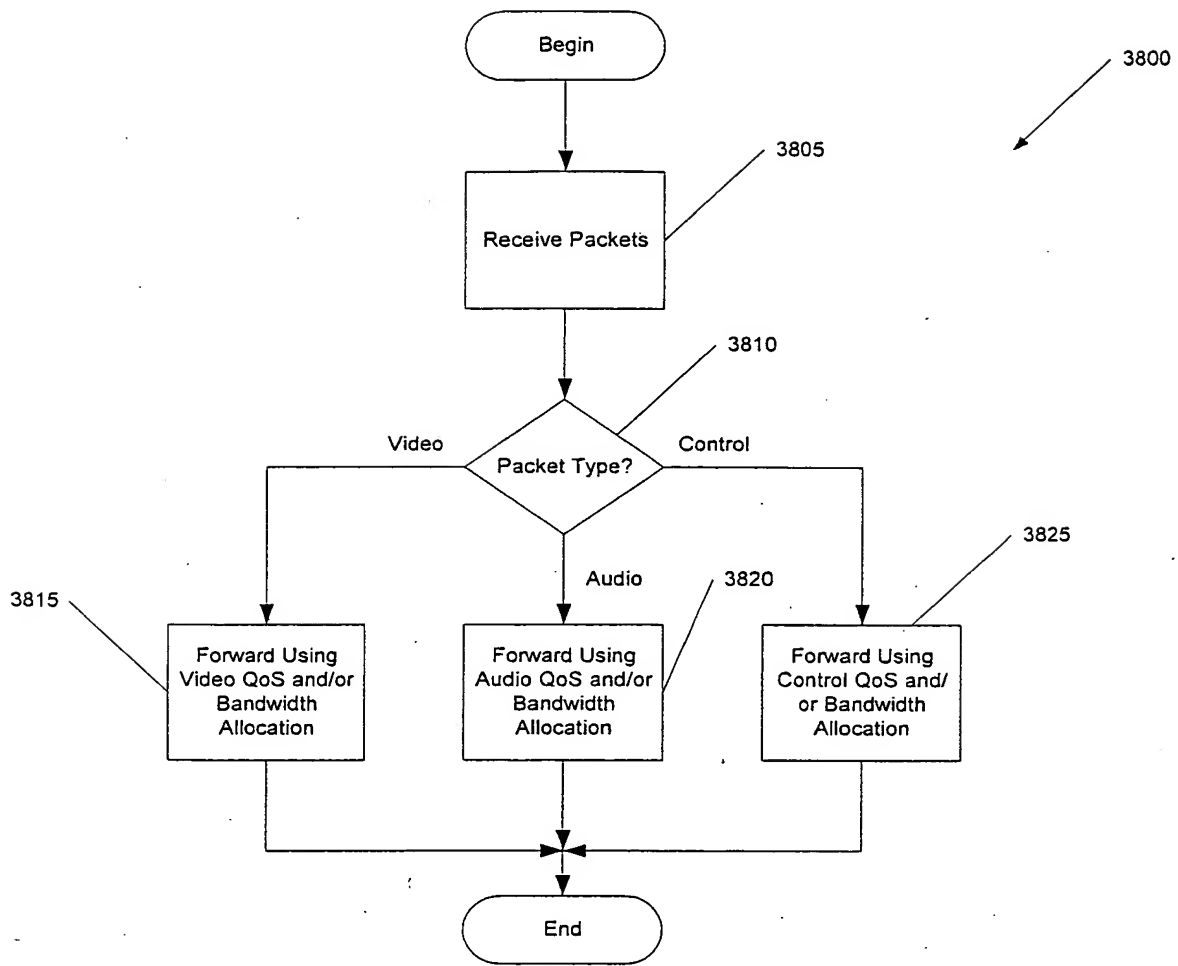 Begin
3800
3805
Receive Packets
3810
Video
Control
Packet Type?
3825
Audio
3820
3815
Forward Using
Video QoS and/or
Bandwidth
Allocation
Forward Using
Audio QoS and/or
Bandwidth
Allocation
Forward Using
Control QoS and/
or Bandwidth
Allocation
End